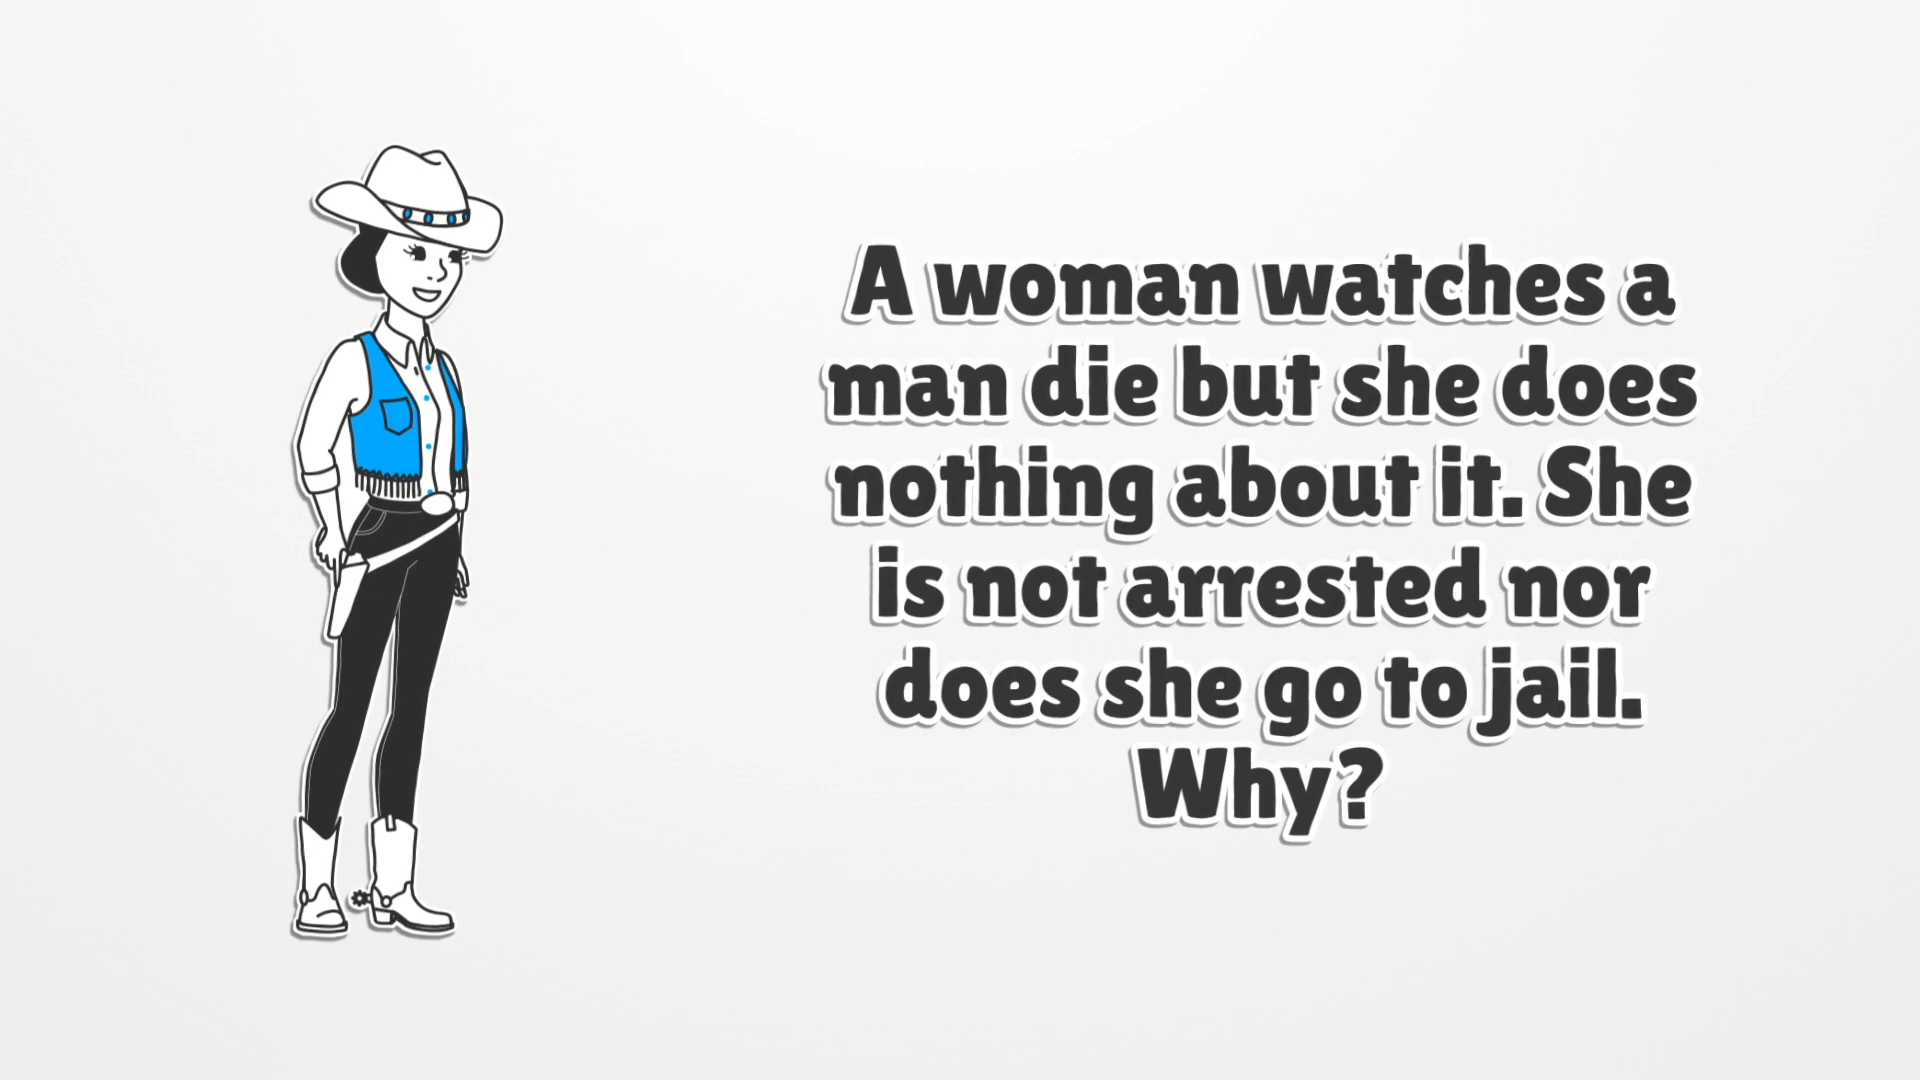 A woman watches a
man die but she does
nothing about it. She
is not arrested nor
does she go to jail.
Why?